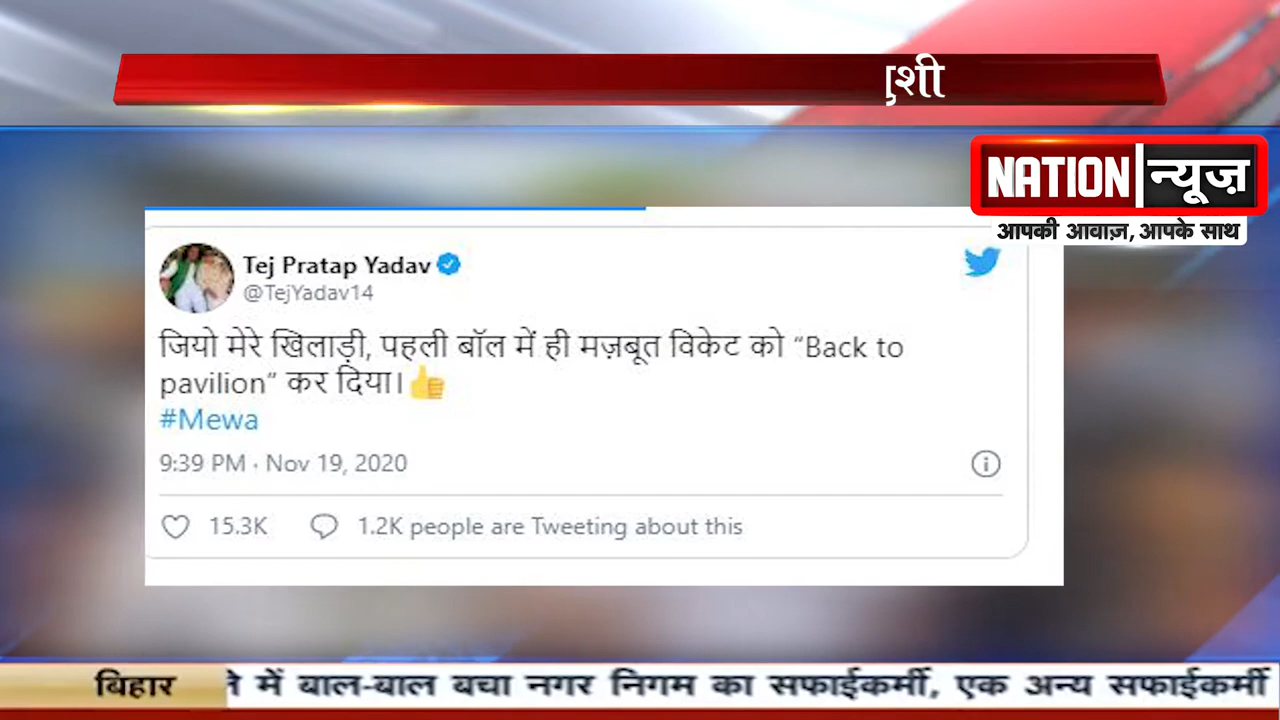 NATION न्यूज़
आपकी आवाज़, आपके साथ
Tej Pratap Yadav
@TejYadav14
जियो मेरे खिलाड़ी, पहली बॉल में ही मज़बूत विकेट को “Back to
pavilion” कर दिया।
#Mewa
9:39 PM · Nov 19, 2020
15.3K 1.2K people are Tweeting about this
बिहार में बाल-बाल बचा नगर निगम का सफाईकर्मी, एक अन्य सफाईकर्मी